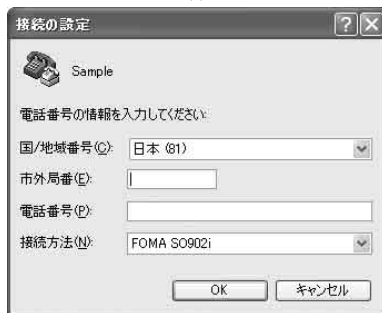 接続の設定
Sample
電話番号の情報を入力してください:
国/地域番号(C): 日本 (81)
市外局番(E):
電話番号(P):
接続方法(N): FOMA SO902i
OK キャンセル